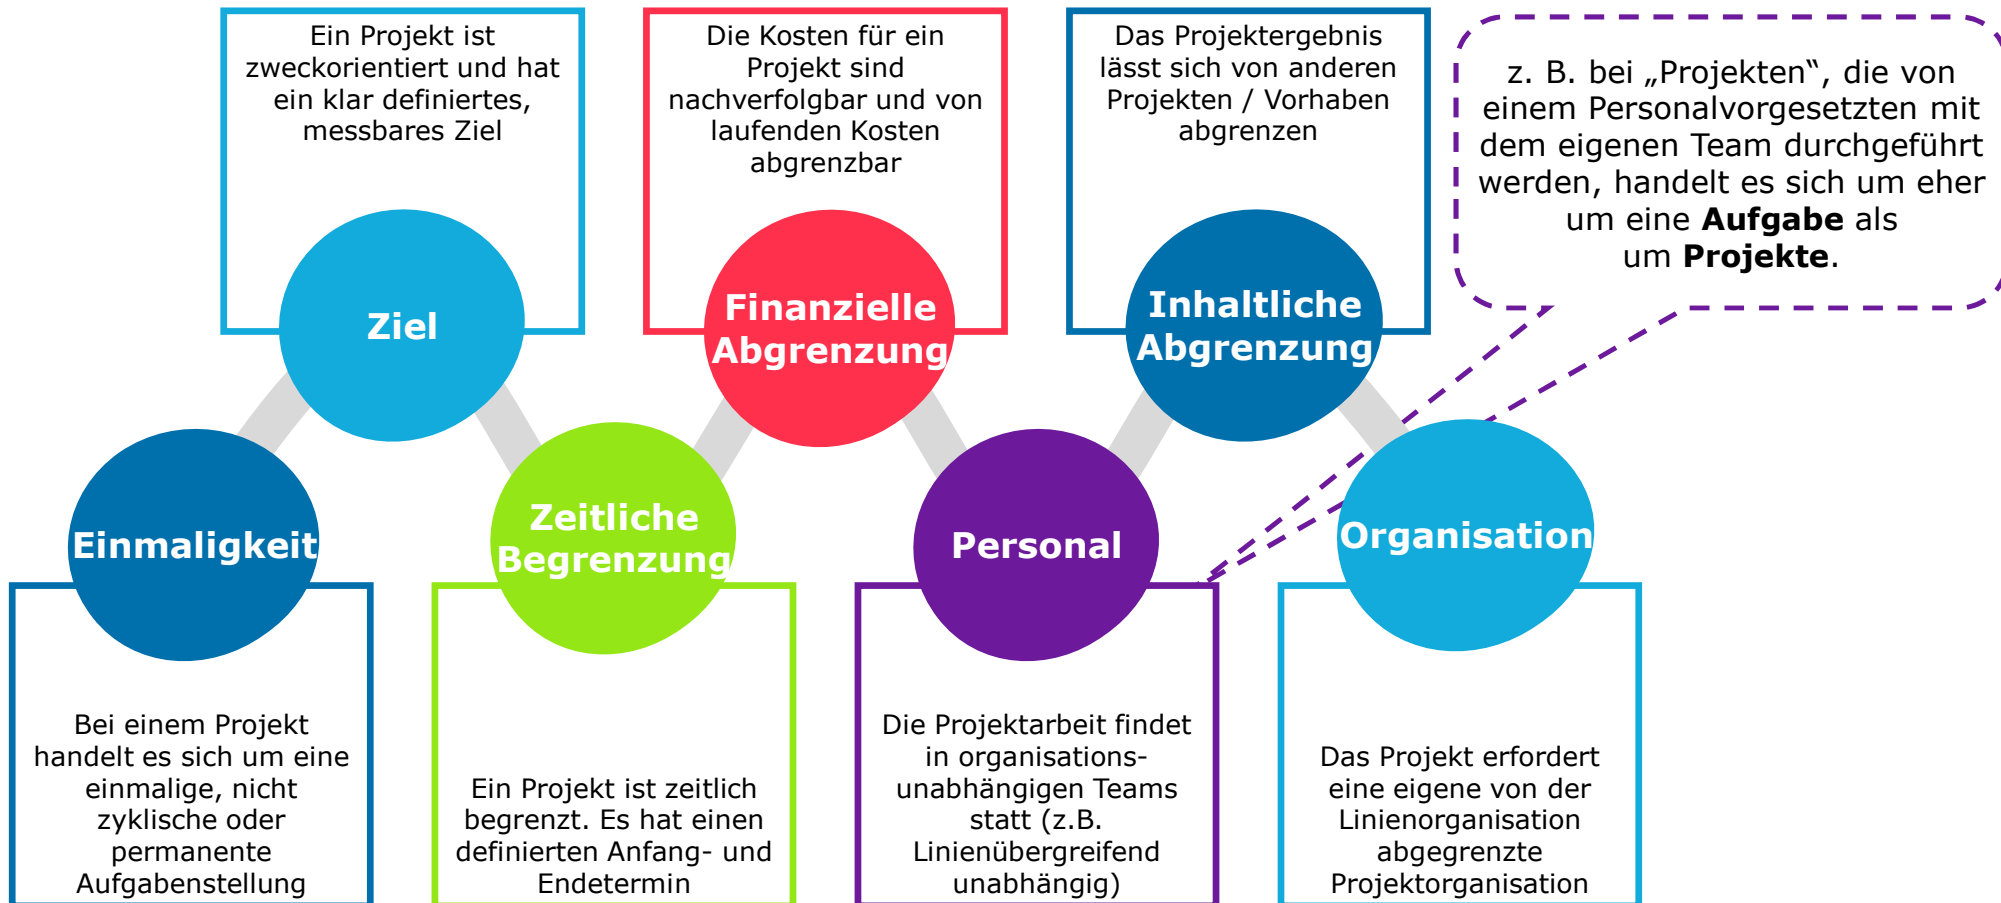 Ein Projekt ist
zweckorientiert und hat
ein klar definiertes,
messbares Ziel
Ziel
Die Kosten für ein
Projekt sind
nachverfolgbar und von
laufenden Kosten
abgrenzbar
Finanzielle
Abgrenzung
Das Projektergebnis
lässt sich von anderen
Projekten / Vorhaben
abgrenzen
Inhaltliche
Abgrenzung
z. B. bei „Projekten“, die von
einem Personalvorgesetzten mit
dem eigenen Team durchgeführt
werden, handelt es sich um eher
um eine Aufgabe als
um Projekte.
Einmaligkeit
Bei einem Projekt
handelt es sich um eine
einmalige, nicht
zyklische oder
permanente
Aufgabenstellung
Zeitliche
Begrenzung
Ein Projekt ist zeitlich
begrenzt. Es hat einen
definierten Anfang- und
Endetermin
Personal
Die Projektarbeit findet
in organisations-
unabhängigen Teams
statt (z.B.
Linienübergreifend
unabhängig)
Organisation
Das Projekt erfordert
eine eigene von der
Linienorganisation
abgegrenzte
Projektorganisation